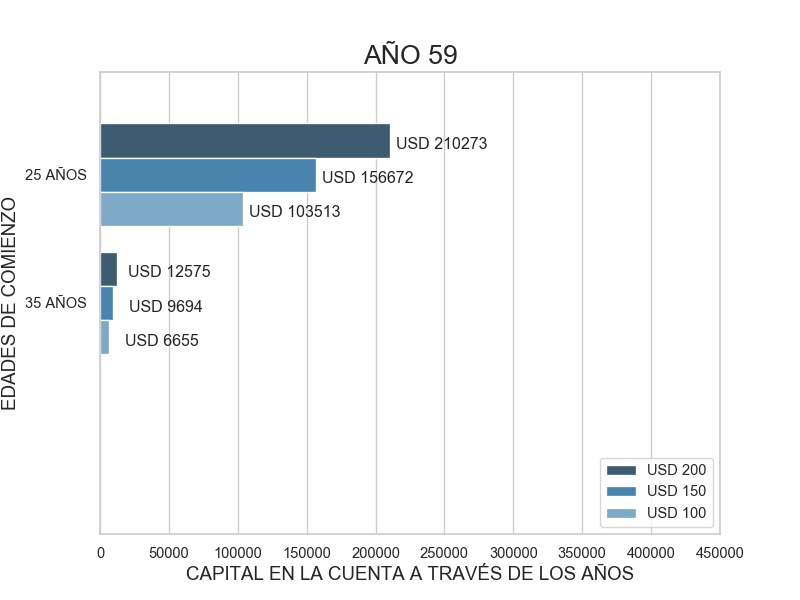 AÑO 59
EDADES DE COMIENZO
25 AÑOS
USD 210273
USD 156672
USD 103513
35 AÑOS
USD 12575
USD 9694
USD 6655
USD 200
USD 150
USD 100
0 50000 100000 150000 200000 250000 300000 350000 400000 450000
CAPITAL EN LA CUENTA A TRAVÉS DE LOS AÑOS